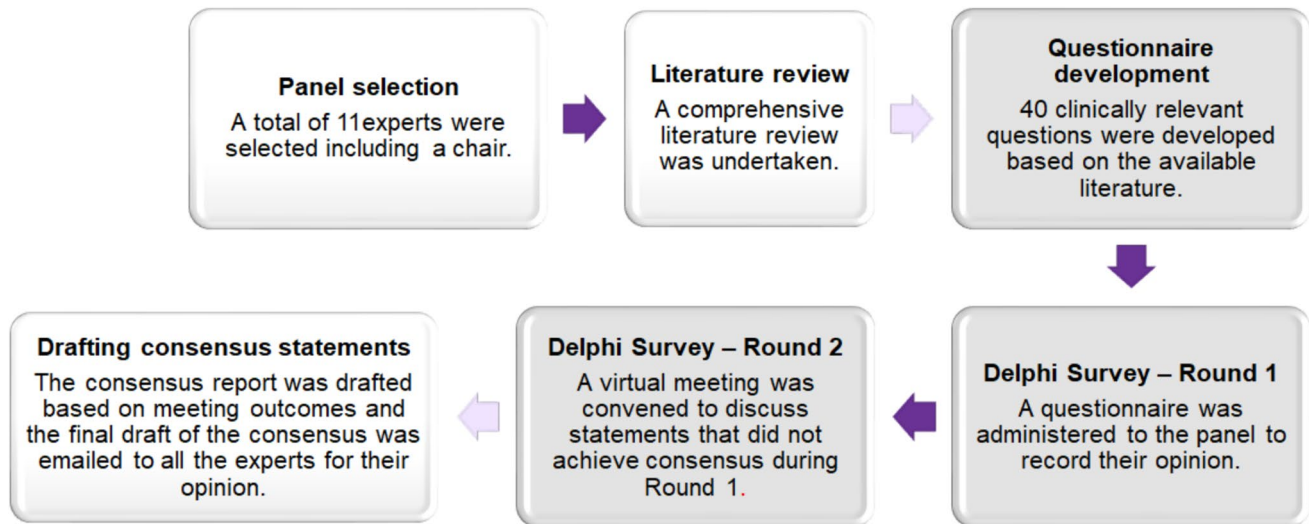 Panel selection
A total of 11experts were
selected including a chair.
Literature review
A comprehensive
literature review
was undertaken.
Questionnaire
development
40 clinically relevant
questions were developed
based on the available
literature.
Delphi Survey – Round 1
A questionnaire was
administered to the panel to
record their opinion.
Delphi Survey – Round 2
A virtual meeting was
convened to discuss
statements that did not
achieve consensus during
Round 1.
Drafting consensus statements
The consensus report was drafted
based on meeting outcomes and
the final draft of the consensus was
emailed to all the experts for their
opinion.